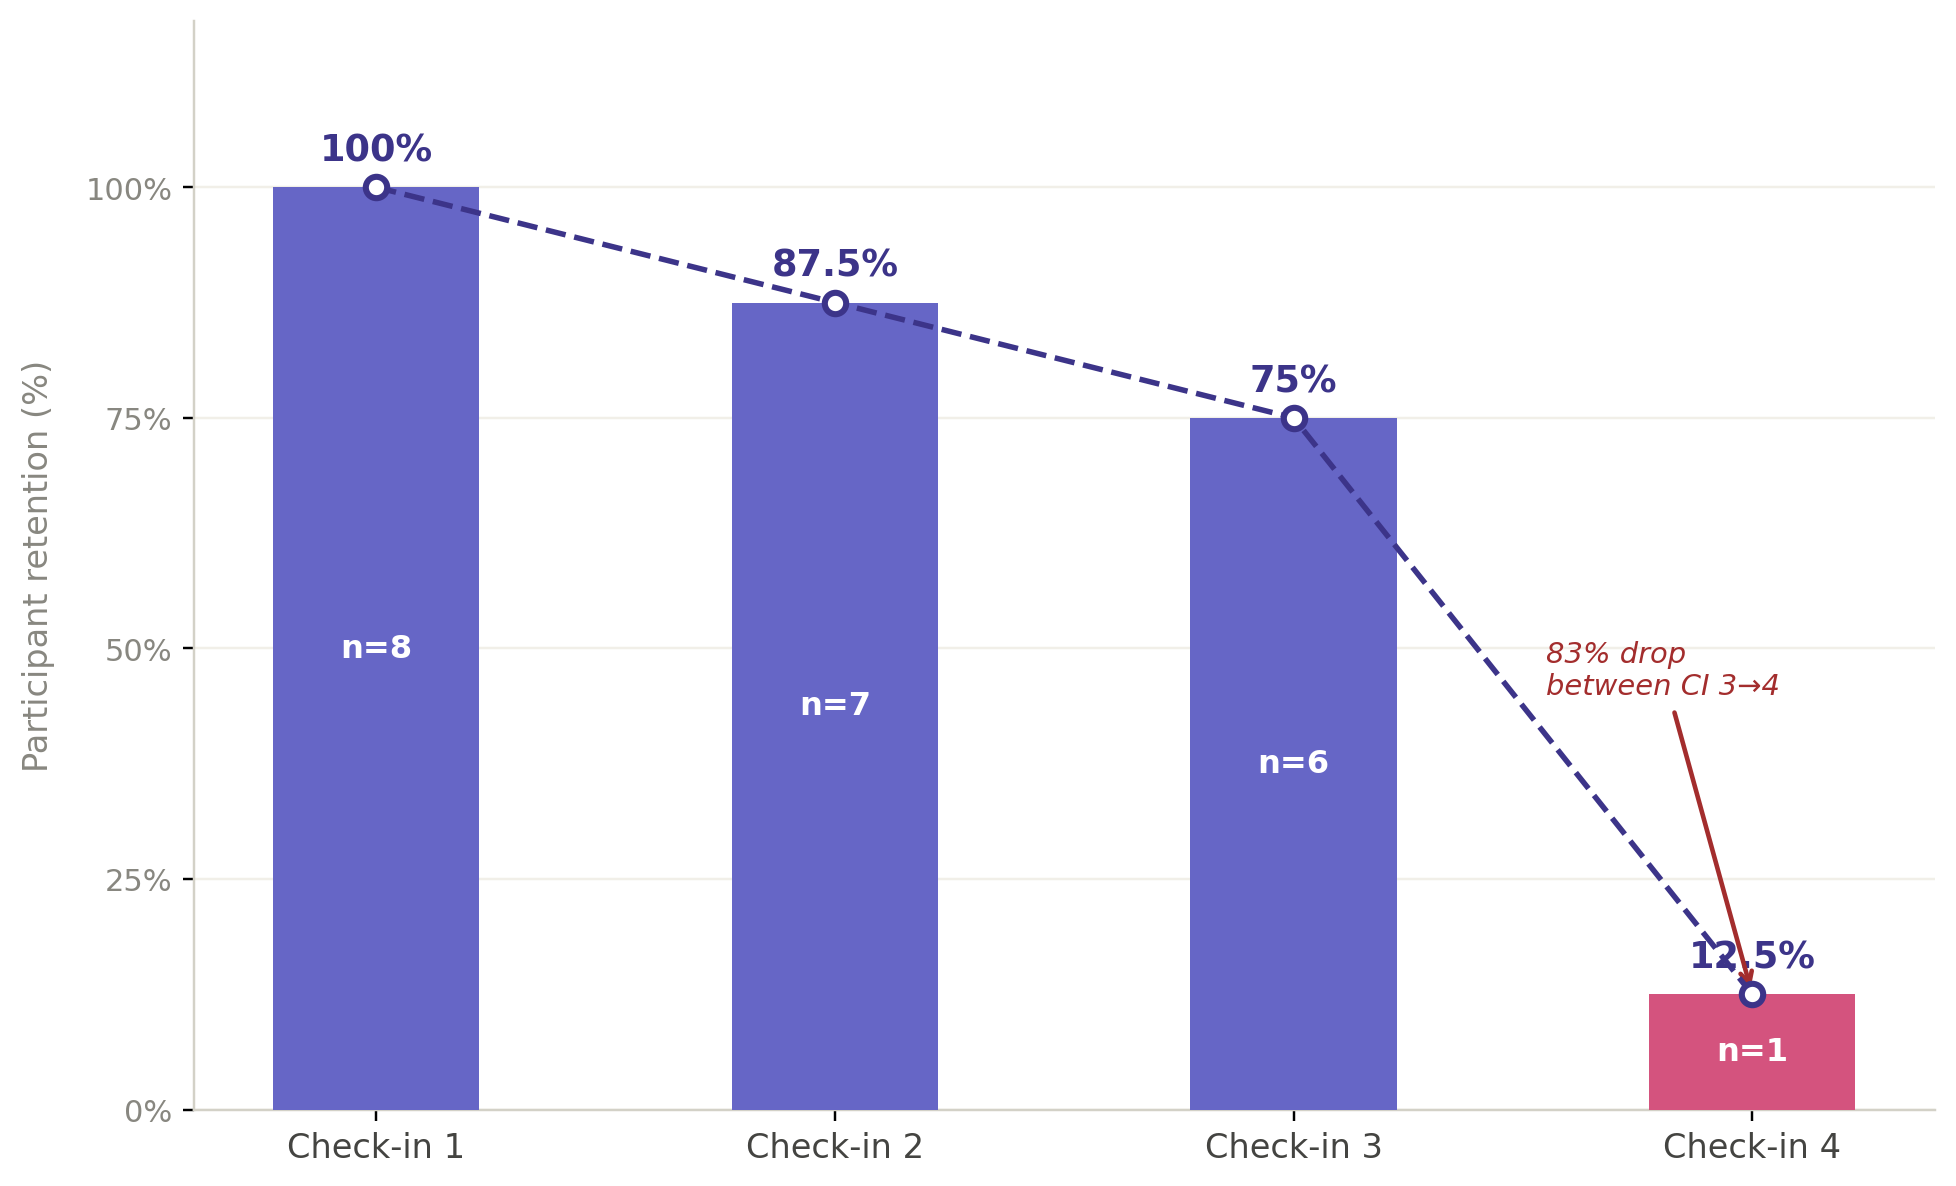 100%
87.5%
75%
12.5%
100%
75%
50%
25%
0%
Participant retention (%)
n=8
n=7
n=6
n=1
83% drop
between CI 3→4
Check-in 1
Check-in 2
Check-in 3
Check-in 4